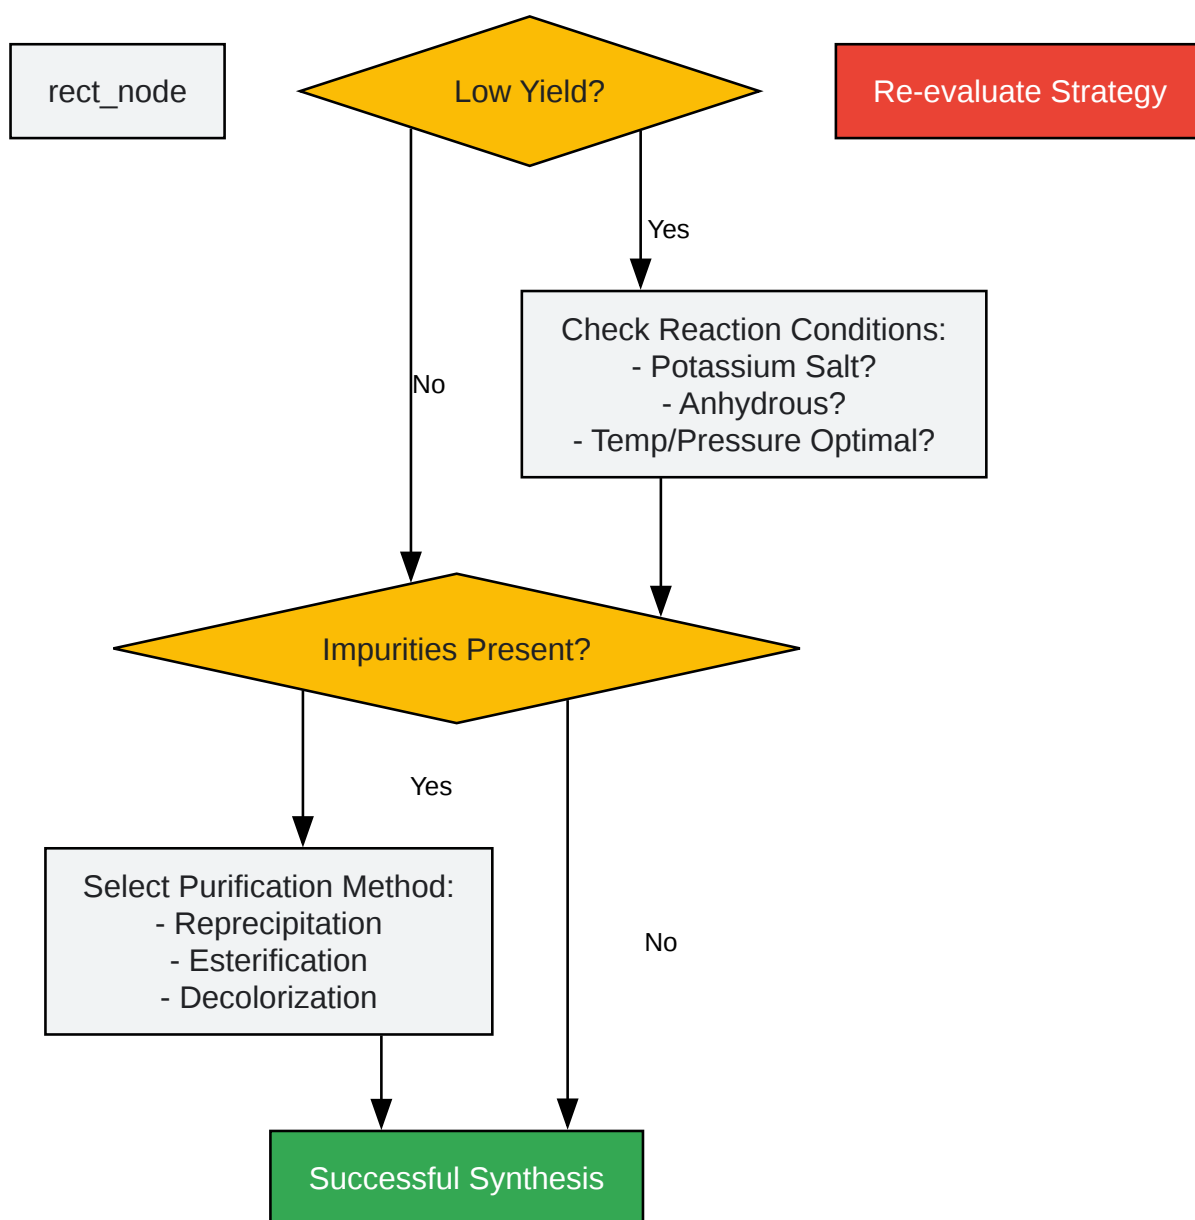 rect_node
Low Yield?
Re-evaluate Strategy
Yes
Check Reaction Conditions:
- Potassium Salt?
- Anhydrous?
- Temp/Pressure Optimal?
No
Impurities Present?
Yes
Select Purification Method:
- Reprecipitation
- Esterification
- Decolorization
No
Successful Synthesis